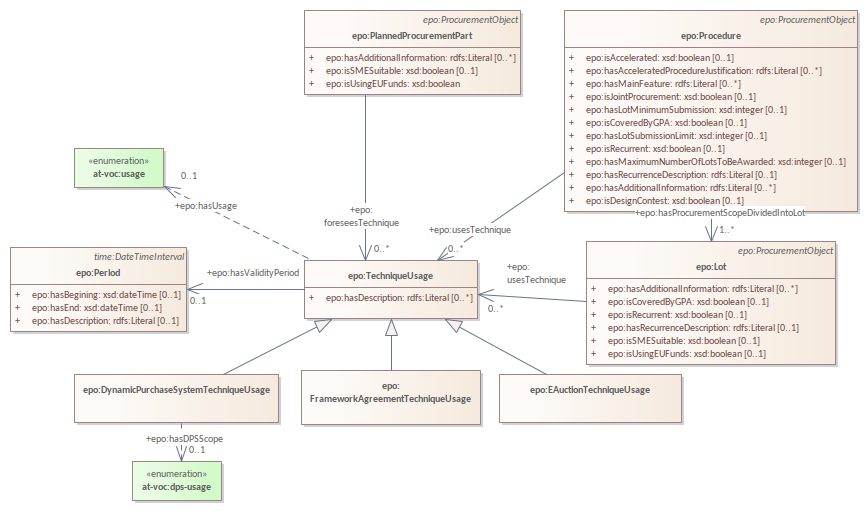 epo:ProcurementObject
epo:PlannedProcurementPart
+ epo:hasAdditionalInformation: rdfs:Literal [0..*]
+ epo:isSMESuitable: xsd:boolean [0..1]
+ epo:isUsingEUFunds: xsd:boolean
epo:ProcurementObject
epo:Procedure
+ epo:isAccelerated: xsd:boolean [0..1]
+ epo:hasAcceleratedProcedureJustification: rdfs:Literal [0..*]
+ epo:hasMainFeature: rdfs:Literal [0..*]
+ epo:isJointProcurement: xsd:boolean [0..1]
+ epo:hasLotMinimumSubmission: xsd:integer [0..1]
+ epo:isCoveredByGPA: xsd:boolean [0..1]
+ epo:hasLotSubmissionLimit: xsd:integer [0..1]
+ epo:isRecurrent: xsd:boolean [0..1]
+ epo:hasMaximumNumberOfLotsToBeAwarded: xsd:integer [0..1]
+ epo:hasRecurrenceDescription: rdfs:Literal [0..1]
+ epo:hasAdditionalInformation: rdfs:Literal [0..*]
+ epo:isDesignContest: xsd:boolean [0..1]
«enumeration»
at-voc:usage
0..1
+epo:hasUsage
+epo:
foreseesTechnique
0..*
+epo:usesTechnique
0..*
+epo:hasProcurementScopeDividedIntoLot
1..*
time:DateTimeInterval
epo:Period
+ epo:hasBegining: xsd:dateTime [0..1]
+ epo:hasEnd: xsd:dateTime [0..1]
+ epo:hasDescription: rdfs:Literal [0..1]
+epo:hasValidityPeriod
0..1
epo:TechniqueUsage
+ epo:hasDescription: rdfs:Literal [0..*]
+epo:
usesTechnique
0..*
epo:ProcurementObject
epo:Lot
+ epo:hasAdditionalInformation: rdfs:Literal [0..*]
+ epo:isCoveredByGPA: xsd:boolean [0..1]
+ epo:isRecurrent: xsd:boolean [0..1]
+ epo:hasRecurrenceDescription: rdfs:Literal [0..1]
+ epo:isSMESuitable: xsd:boolean [0..1]
+ epo:isUsingEUFunds: xsd:boolean [0..1]
epo:DynamicPurchaseSystemTechniqueUsage
epo:
FrameworkAgreementTechniqueUsage
epo:EAuctionTechniqueUsage
+epo:hasDPSScope
0..1
«enumeration»
at-voc:dps-usage